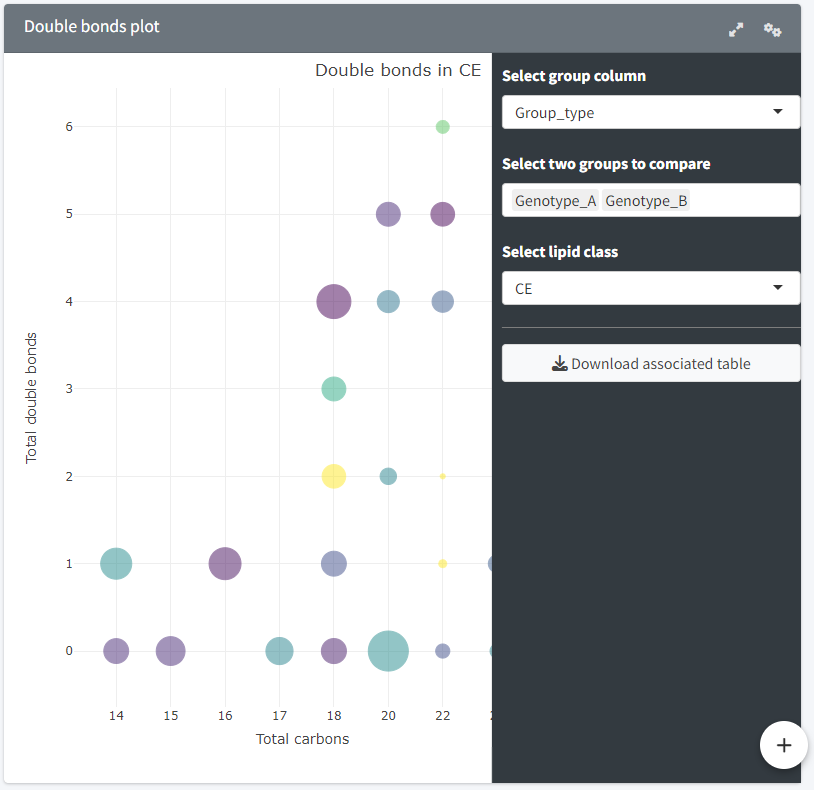 Double bonds plot
Double bonds in CE
6
5
4
3
2
1
0
Total double bonds
14 15 16 17 18 20 22
Total carbons
Select group column
Group_type
Select two groups to compare
Genotype_A Genotype_B
Select lipid class
CE
Download associated table
+